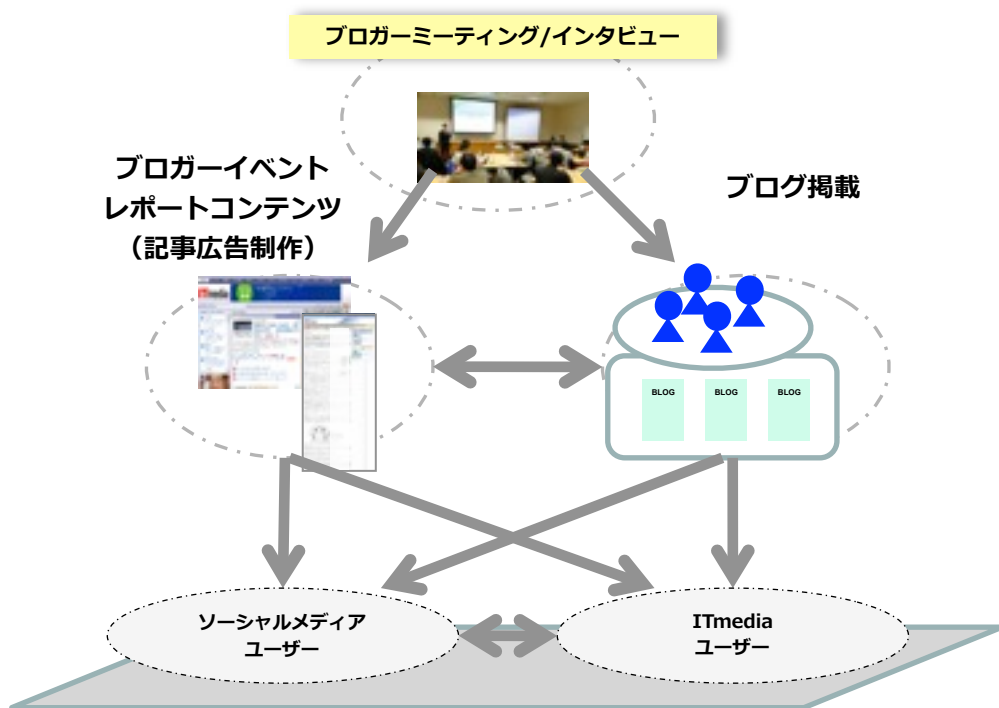 ブロガーミーティング/インタビュー
ブロガーイベント
レポートコンテンツ
（記事広告制作）
ブログ掲載
ITmedia
BLOG
BLOG
BLOG
ソーシャルメディア
ユーザー
ITmedia
ユーザー